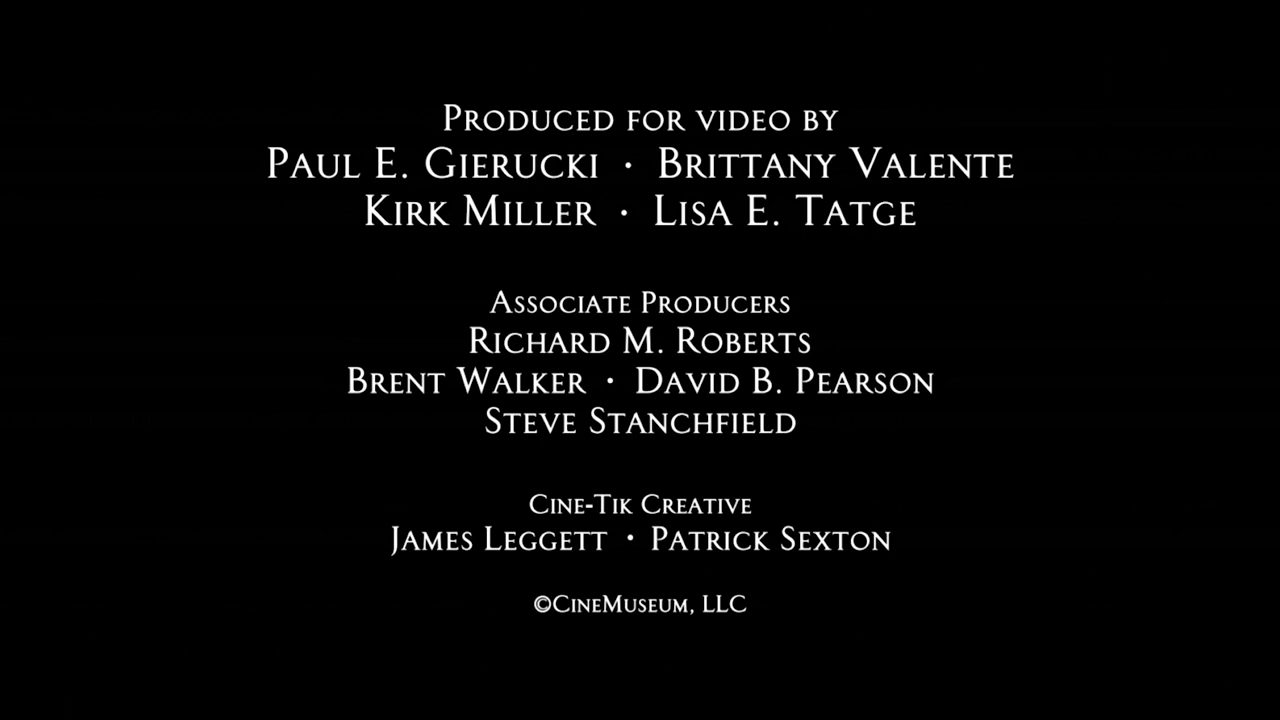 Produced for video by
Paul E. Gierucki · Brittany Valente
Kirk Miller · Lisa E. Tatge
Associate Producers
Richard M. Roberts
Brent Walker · David B. Pearson
Steve Stanchfield
Cine-Tik Creative
James Leggett · Patrick Sexton
©CineMuseum, LLC